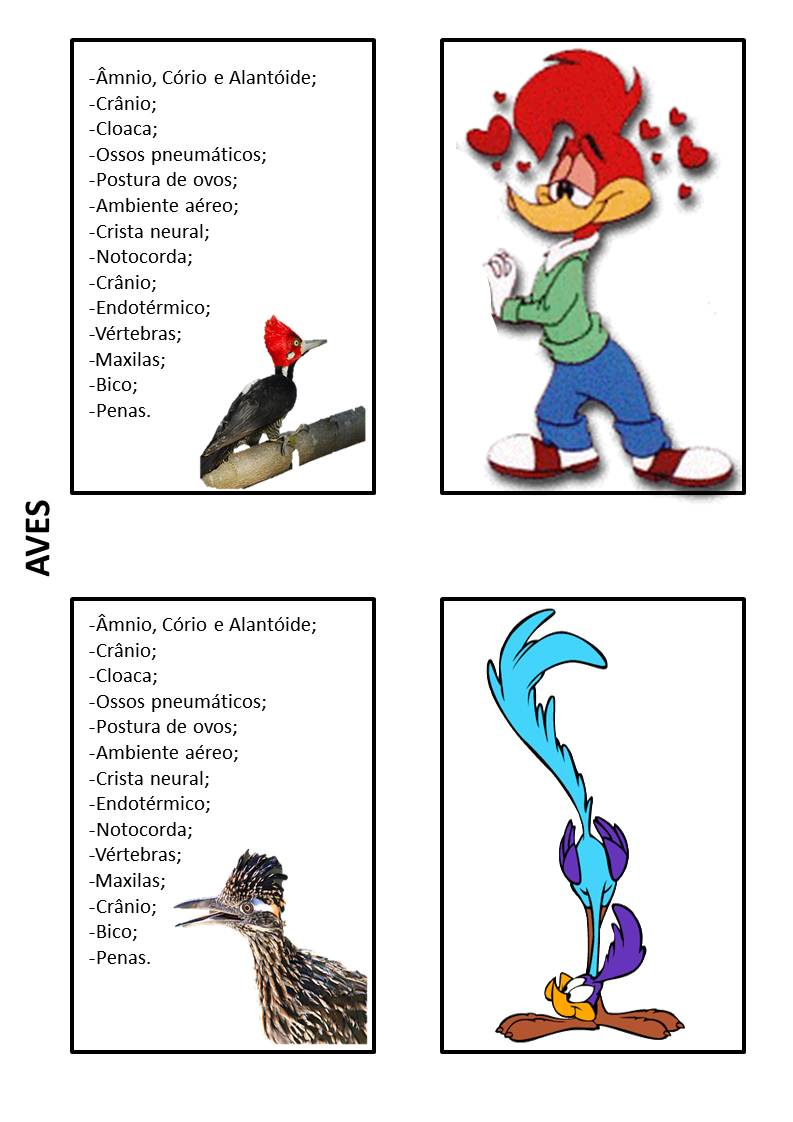 -Âmnio, Cório e Alantóide;
-Crânio;
-Cloaca;
-Ossos pneumáticos;
-Postura de ovos;
-Ambiente aéreo;
-Crista neural;
-Notocorda;
-Crânio;
-Endotérmico;
-Vértebras;
-Maxilas;
-Bico;
-Penas.
AVES
-Âmnio, Cório e Alantóide;
-Crânio;
-Cloaca;
-Ossos pneumáticos;
-Postura de ovos;
-Ambiente aéreo;
-Crista neural;
-Endotérmico;
-Notocorda;
-Vértebras;
-Maxilas;
-Crânio;
-Bico;
-Penas.